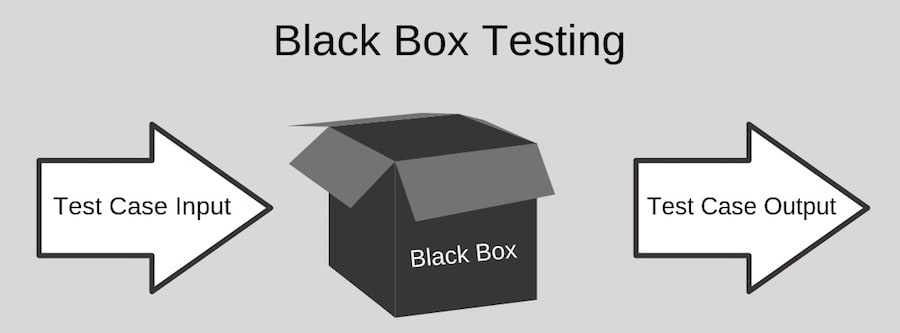 Black Box Testing
Test Case Input
Black Box
Test Case Output